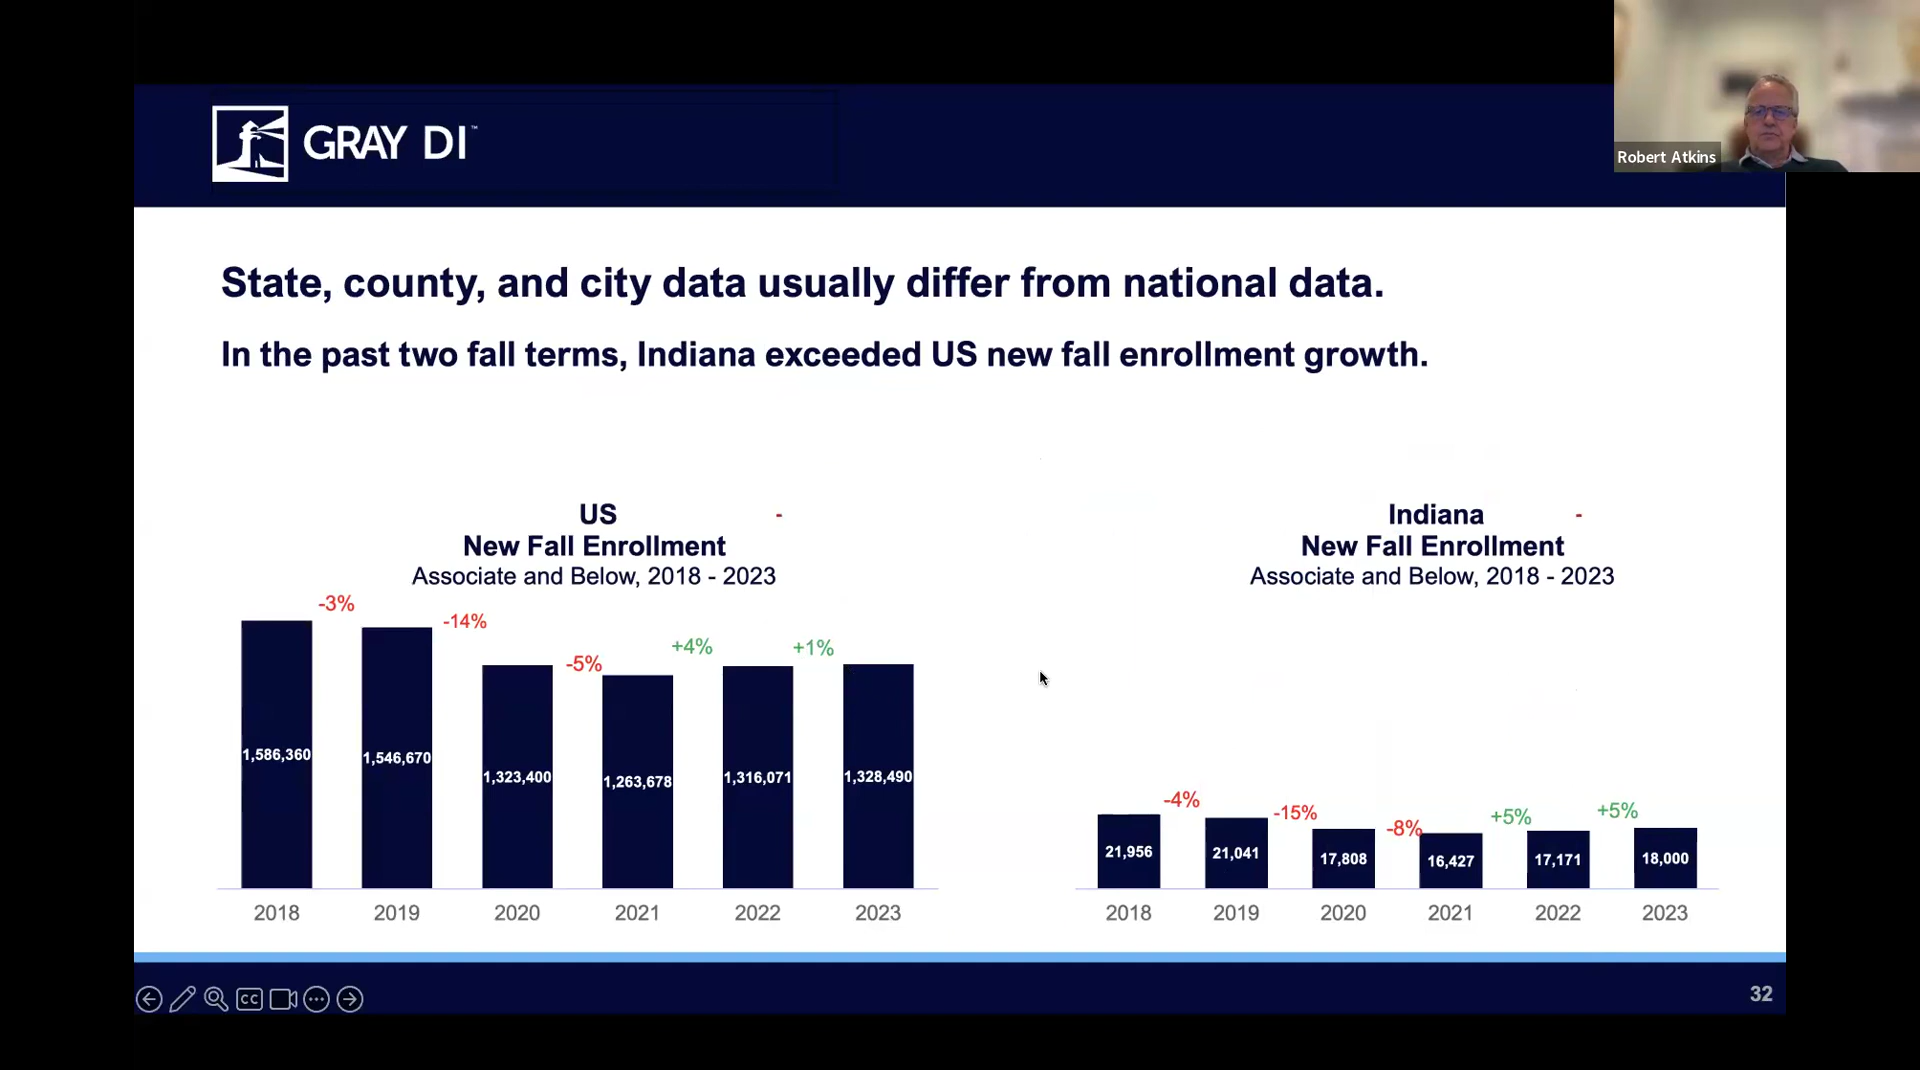 GRAY DI™
Robert Atkins
State, county, and city data usually differ from national data.
In the past two fall terms, Indiana exceeded US new fall enrollment growth.
US -
New Fall Enrollment
Associate and Below, 2018 - 2023
-3%
-14%
-5%
+4%
+1%
1,586,360
1,546,670
1,323,400
1,263,678
1,316,071
1,328,490
2018 2019 2020 2021 2022 2023
Indiana -
New Fall Enrollment
Associate and Below, 2018 - 2023
-4%
-15%
-8%
+5%
+5%
21,956
21,041
17,808
16,427
17,171
18,000
2018 2019 2020 2021 2022 2023
CC
32